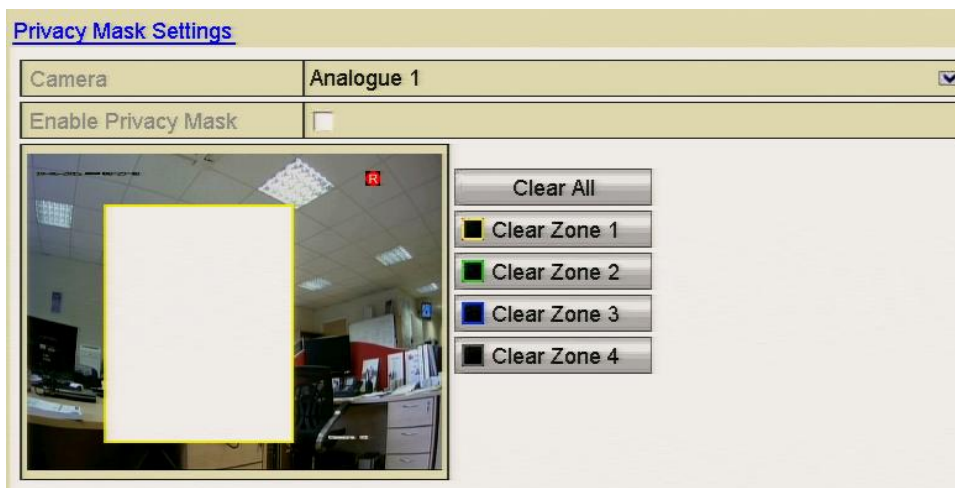 Privacy Mask Settings
Camera
Analogue 1
Enable Privacy Mask
R
Clear All
Clear Zone 1
Clear Zone 2
Clear Zone 3
Clear Zone 4